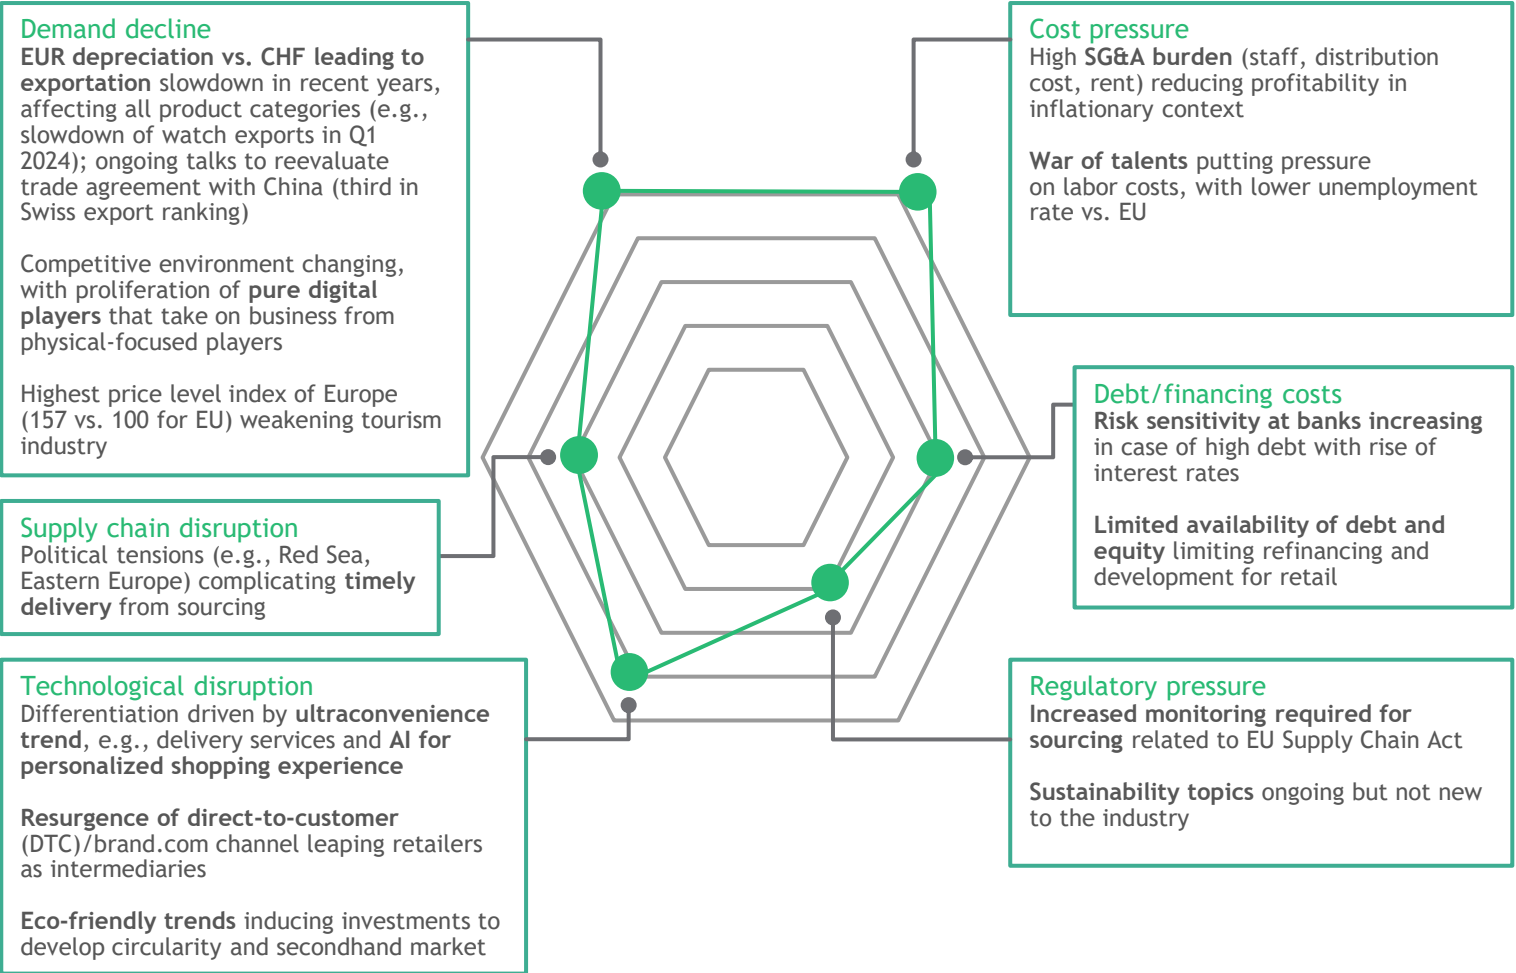 Demand decline
EUR depreciation vs. CHF leading to
exportation slowdown in recent years,
affecting all product categories (e.g.,
slowdown of watch exports in Q1
2024); ongoing talks to reevaluate
trade agreement with China (third in
Swiss export ranking)
Competitive environment changing,
with proliferation of pure digital
players that take on business from
physical-focused players
Highest price level index of Europe
(157 vs. 100 for EU) weakening tourism
industry
Supply chain disruption
Political tensions (e.g., Red Sea,
Eastern Europe) complicating timely
delivery from sourcing
Technological disruption
Differentiation driven by ultraconvenience
trend, e.g., delivery services and AI for
personalized shopping experience
Resurgence of direct-to-customer
(DTC)/brand.com channel leaping retailers
as intermediaries
Eco-friendly trends inducing investments to
develop circularity and secondhand market
Cost pressure
High SG&A burden (staff, distribution
cost, rent) reducing profitability in
inflationary context
War of talents putting pressure
on labor costs, with lower unemployment
rate vs. EU
Debt/financing costs
Risk sensitivity at banks increasing
in case of high debt with rise of
interest rates
Limited availability of debt and
equity limiting refinancing and
development for retail
Regulatory pressure
Increased monitoring required for
sourcing related to EU Supply Chain Act
Sustainability topics ongoing but not new
to the industry